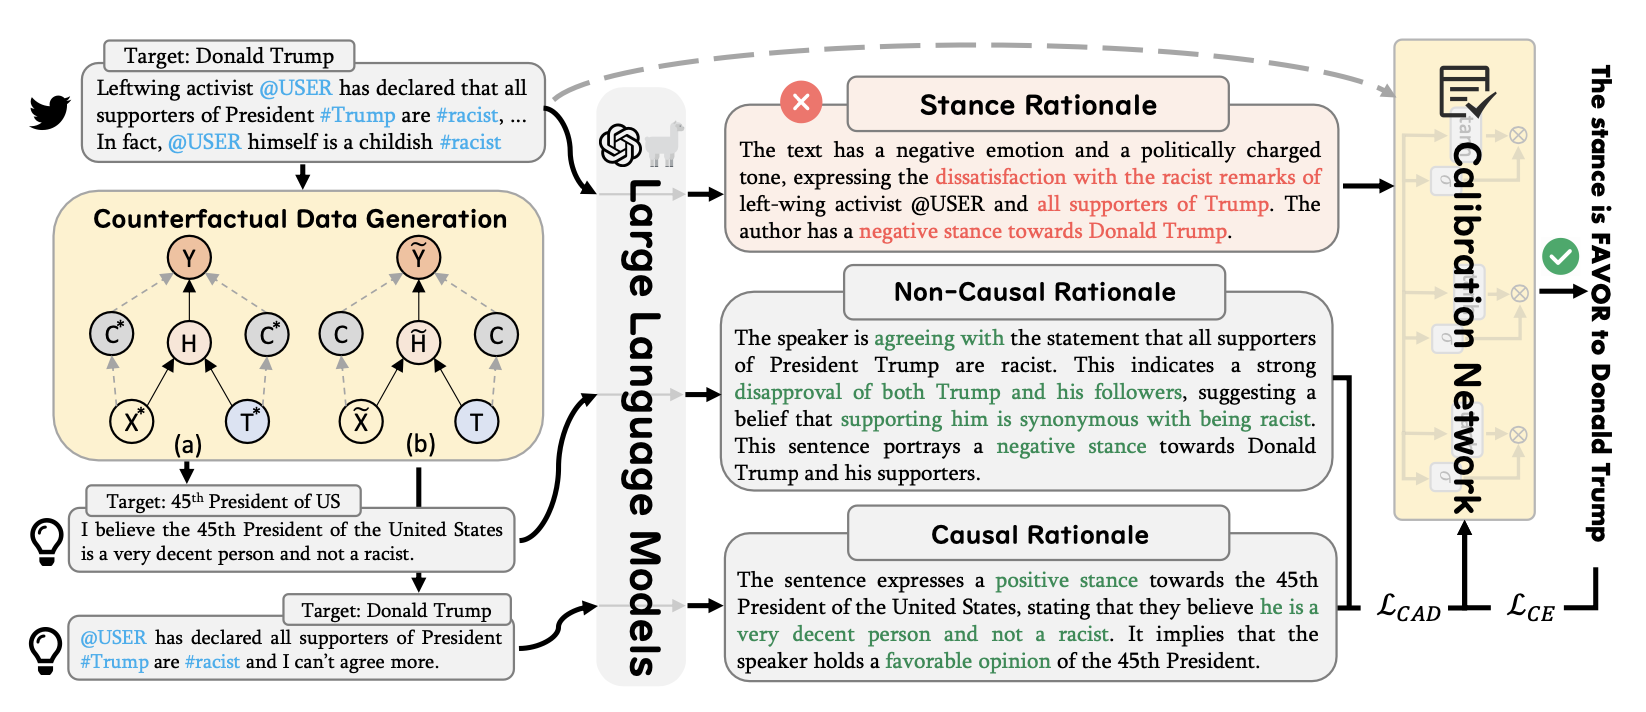 Target: Donald Trump
Leftwing activist @USER has declared that all
supporters of President #Trump are #racist, ...
In fact, @USER himself is a childish #racist
Counterfactual Data Generation
Y
C*
H
C*
X*
T*
(a)
Ỹ
C
H̃
C
X̃
T
(b)
Target: 45th President of US
I believe the 45th President of the United States
is a very decent person and not a racist.
Target: Donald Trump
@USER has declared all supporters of President
#Trump are #racist and I can't agree more.
Large Language Models
Stance Rationale
The text has a negative emotion and a politically charged
tone, expressing the dissatisfaction with the racist remarks of
left-wing activist @USER and all supporters of Trump. The
author has a negative stance towards Donald Trump.
Non-Causal Rationale
The speaker is agreeing with the statement that all supporters
of President Trump are racist. This indicates a strong
disapproval of both Trump and his followers, suggesting a
belief that supporting him is synonymous with being racist.
This sentence portrays a negative stance towards Donald
Trump and his supporters.
Causal Rationale
The sentence expresses a positive stance towards the 45th
President of the United States, stating that they believe he is a
very decent person and not a racist. It implies that the
speaker holds a favorable opinion of the 45th President.
Calibration Network
σ
σ
σ
ℒCAD
ℒCE
The stance is FAVOR to Donald Trump